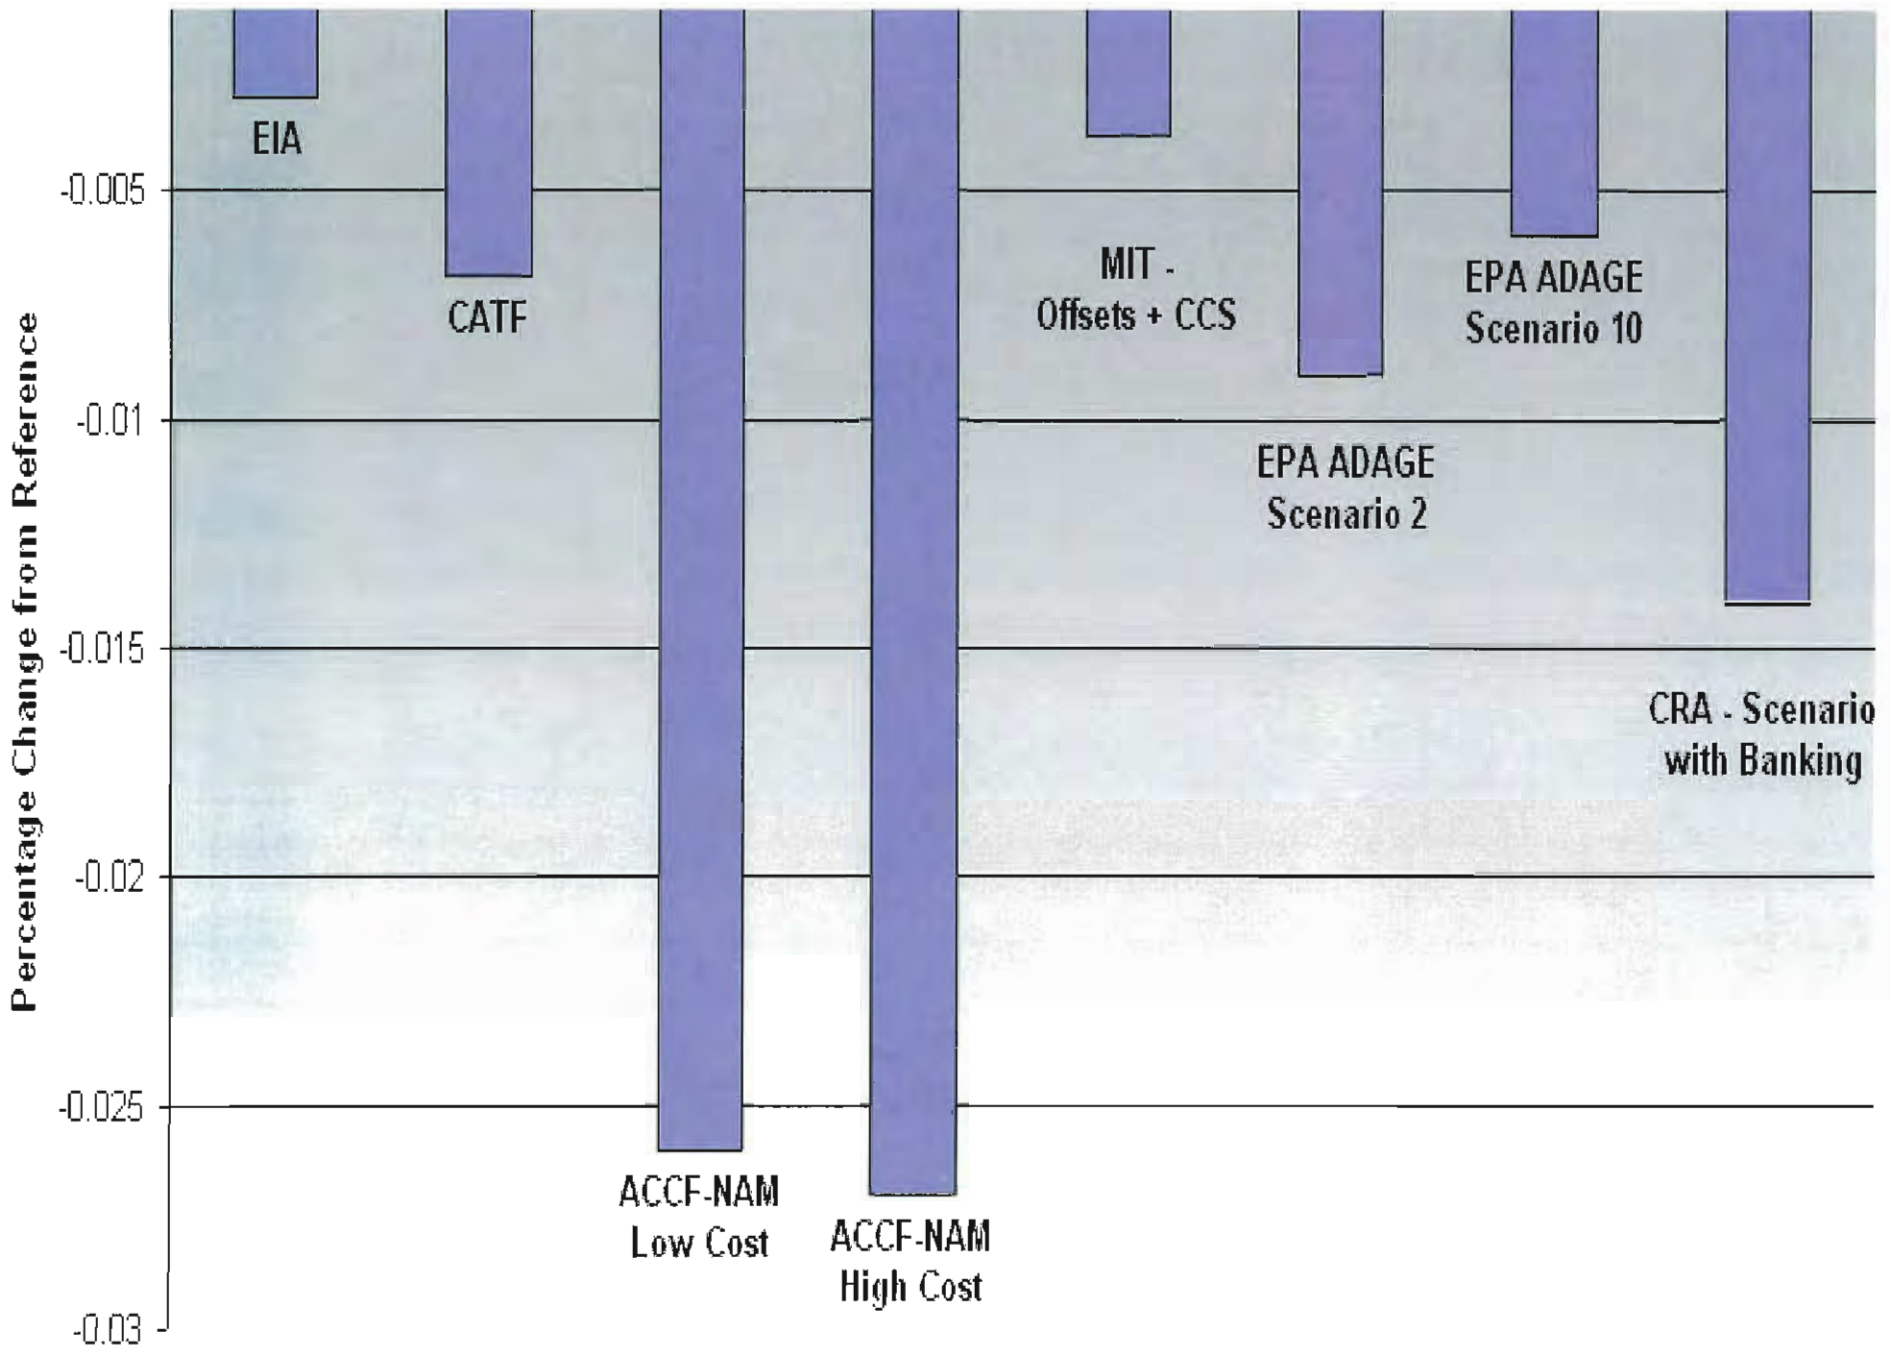 EIA
-0.005
MIT -
Offsets + CCS
EPA ADAGE
Scenario 10
CATF
-0.01
EPA ADAGE
Scenario 2
Percentage Change from Reference
-0.015
CRA - Scenario
with Banking
-0.02
-0.025
ACCF-NAM
Low Cost
ACCF-NAM
High Cost
-0.03